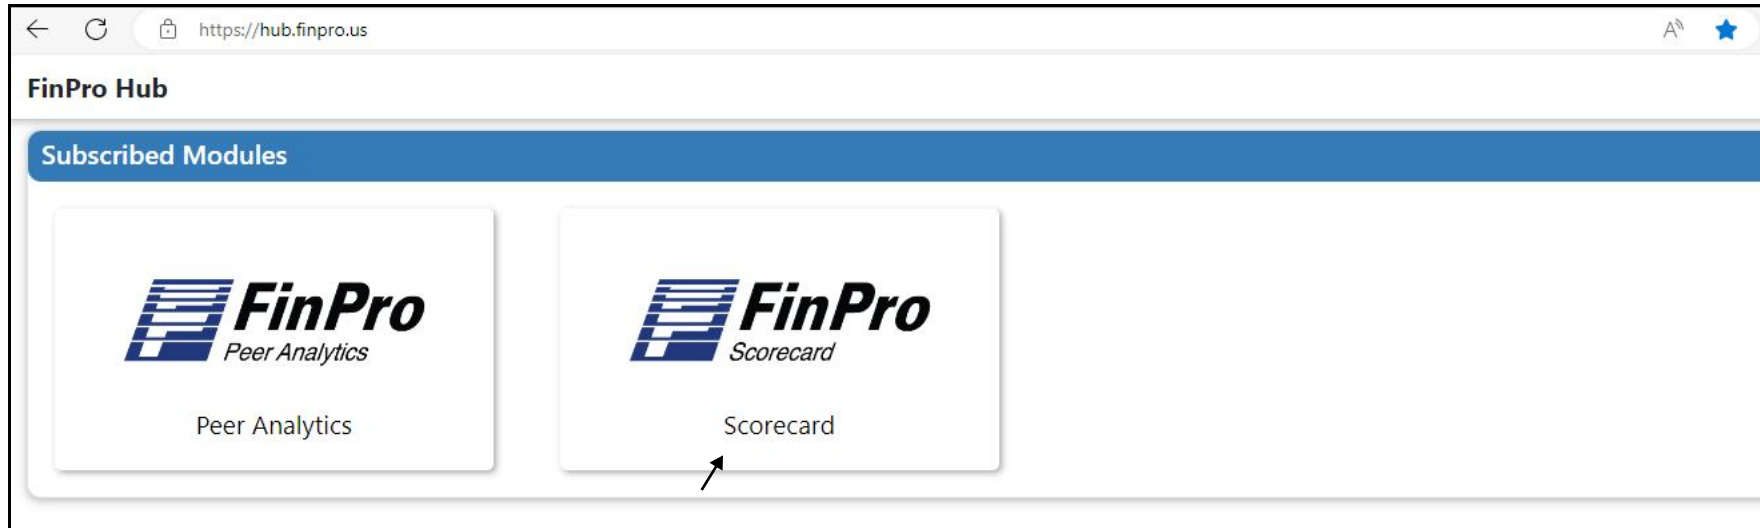 https://hub.finpro.us
FinPro Hub
Subscribed Modules
FinPro
Peer Analytics
Peer Analytics
FinPro
Scorecard
Scorecard